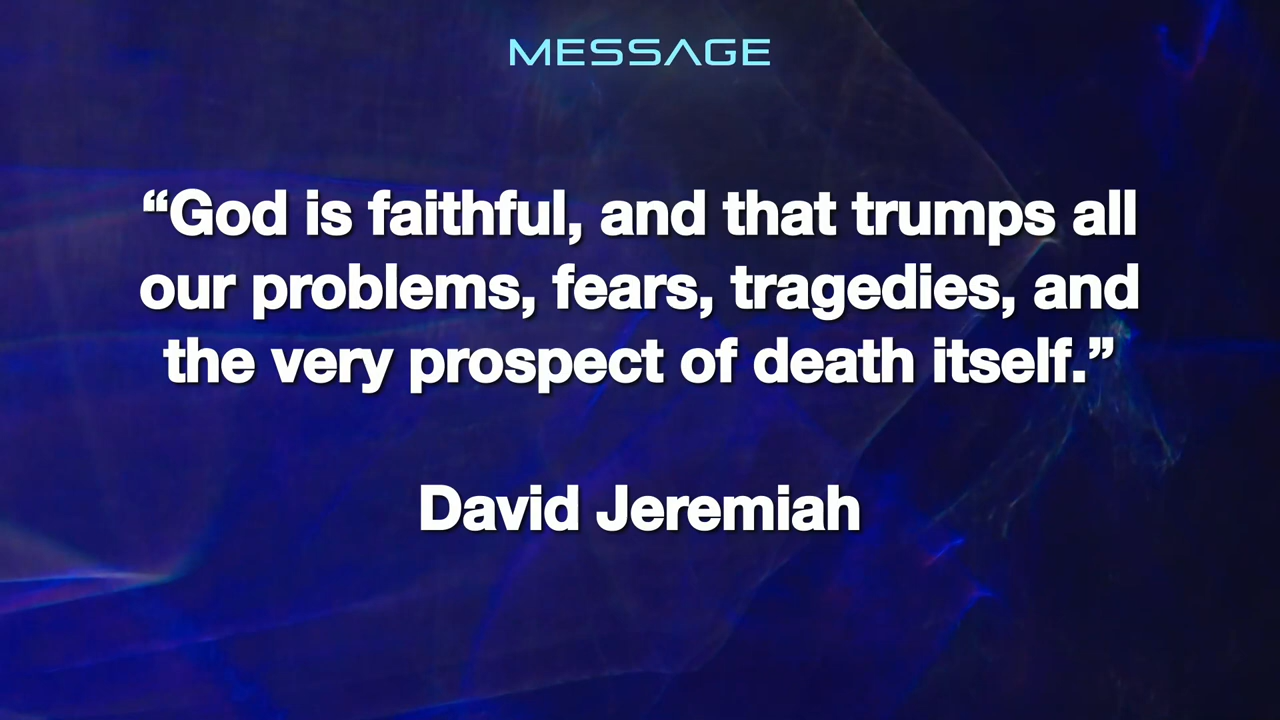 MESSAGE
“God is faithful, and that trumps all
our problems, fears, tragedies, and
the very prospect of death itself.”
David Jeremiah